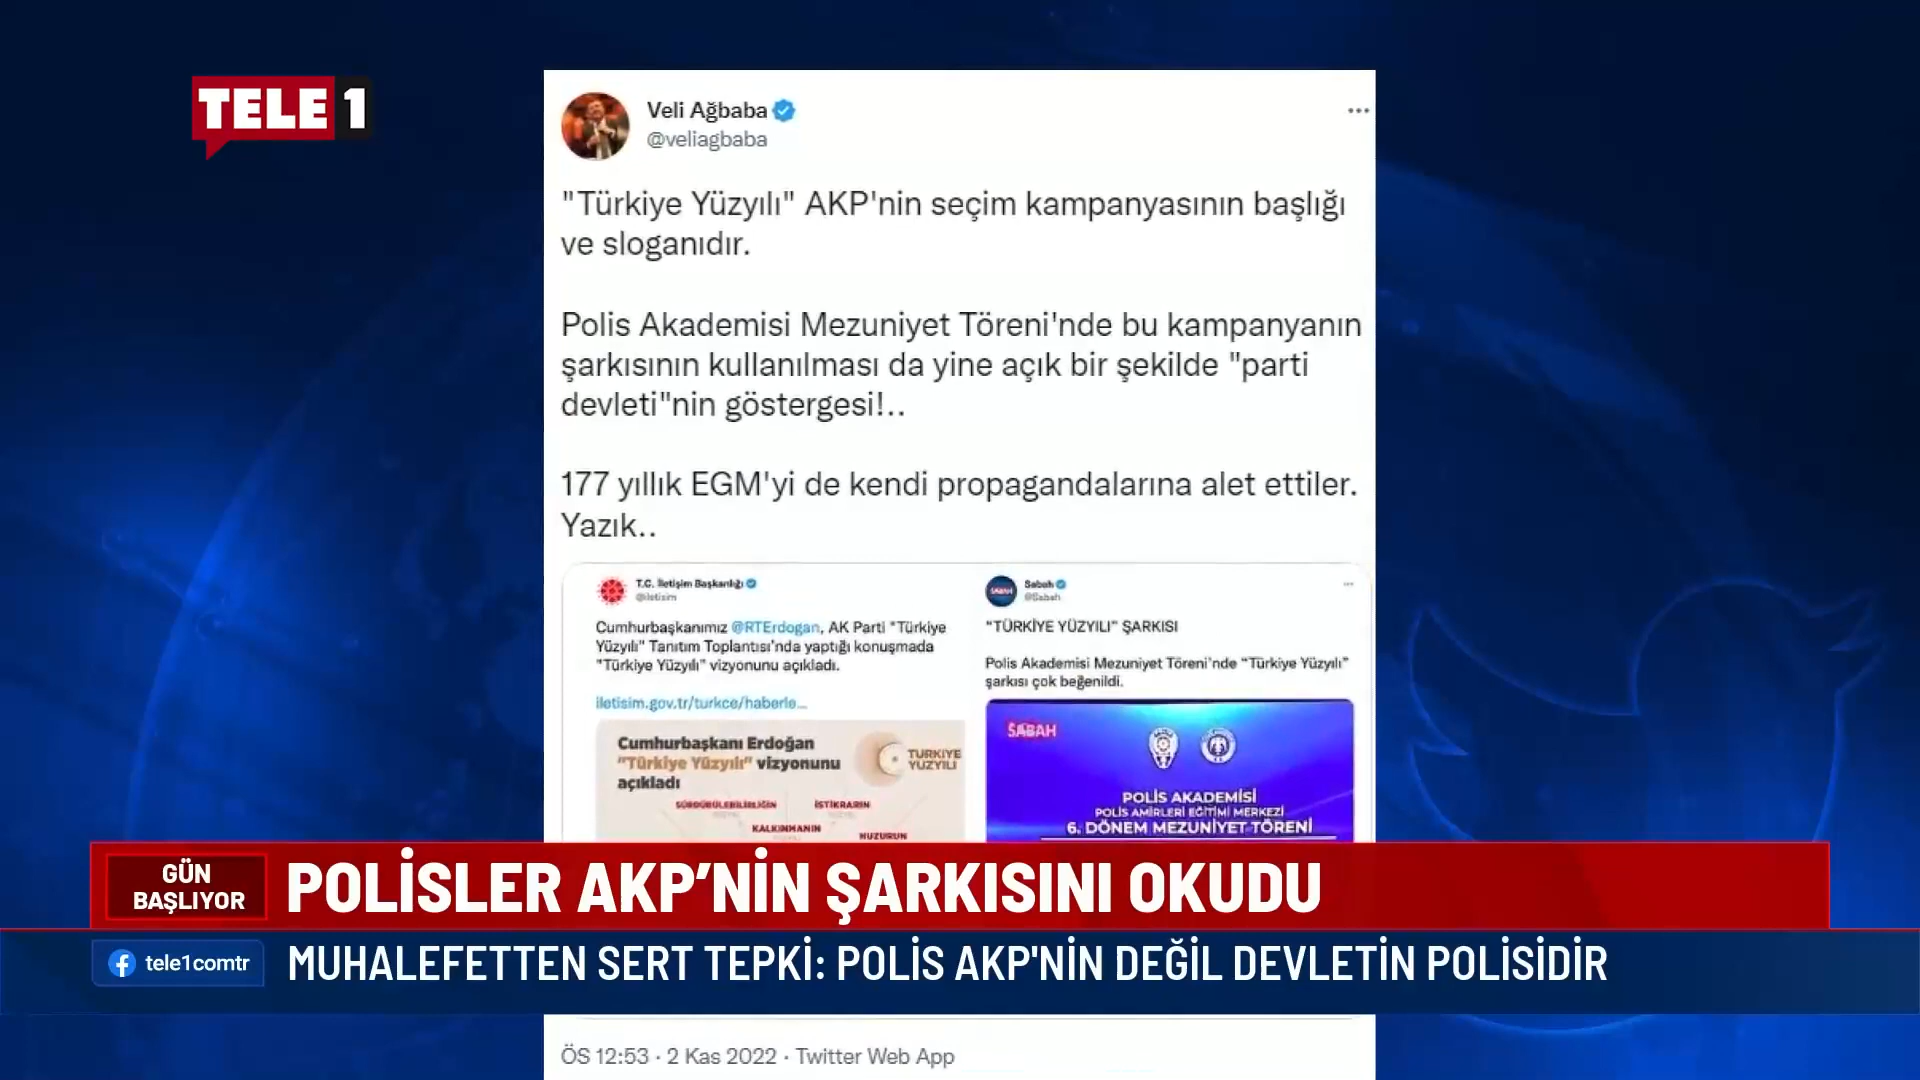 TELE 1
Veli Ağbaba
@veliagbaba
"Türkiye Yüzyılı" AKP'nin seçim kampanyasının başlığı
ve sloganıdır.
Polis Akademisi Mezuniyet Töreni'nde bu kampanyanın
şarkısının kullanılması da yine açık bir şekilde "parti
devleti"nin göstergesi!..
177 yıllık EGM'yi de kendi propagandalarına alet ettiler.
Yazık..
T.C. İletişim Başkanlığı
@iletisim
Cumhurbaşkanımız @RTErdogan, AK Parti "Türkiye
Yüzyılı" Tanıtım Toplantısı'nda yaptığı konuşmada
"Türkiye Yüzyılı" vizyonunu açıkladı.
iletisim.gov.tr/turkce/haberle...
Cumhurbaşkanı Erdoğan
"Türkiye Yüzyılı" vizyonunu
açıkladı
TÜRKİYE
YÜZYILI
SÜRDÜRÜLEBİLİRLİĞİN
İSTİKRARIN
KALKINMANIN
HUZURUN
Sabah
@Sabah
"TÜRKİYE YÜZYILI" ŞARKISI
Polis Akademisi Mezuniyet Töreni'nde "Türkiye Yüzyılı"
şarkısı çok beğenildi.
SABAH
POLİS AKADEMİSİ
POLİS AMİRLERİ EĞİTİMİ MERKEZİ
6. DÖNEM MEZUNİYET TÖRENİ
GÜN
BAŞLIYOR
POLİSLER AKP'NİN ŞARKISINI OKUDU
tele1comtr
MUHALEFETTEN SERT TEPKİ: POLİS AKP'NİN DEĞİL DEVLETİN POLİSİDİR
ÖS 12:53 · 2 Kas 2022 · Twitter Web App